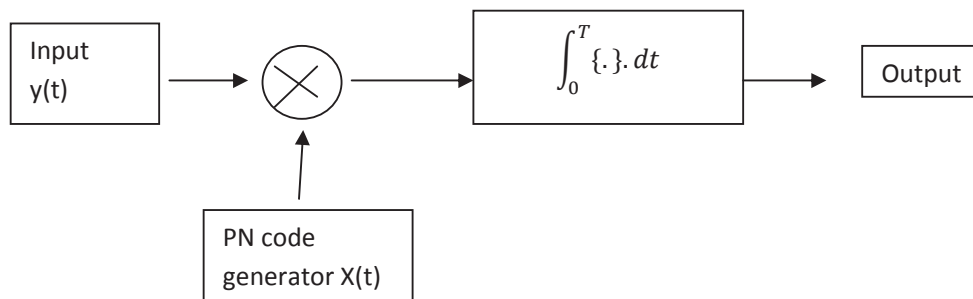 Input
y(t)
∫₀ᵀ{. }. 𝑑𝑡
Output
PN code
generator X(t)